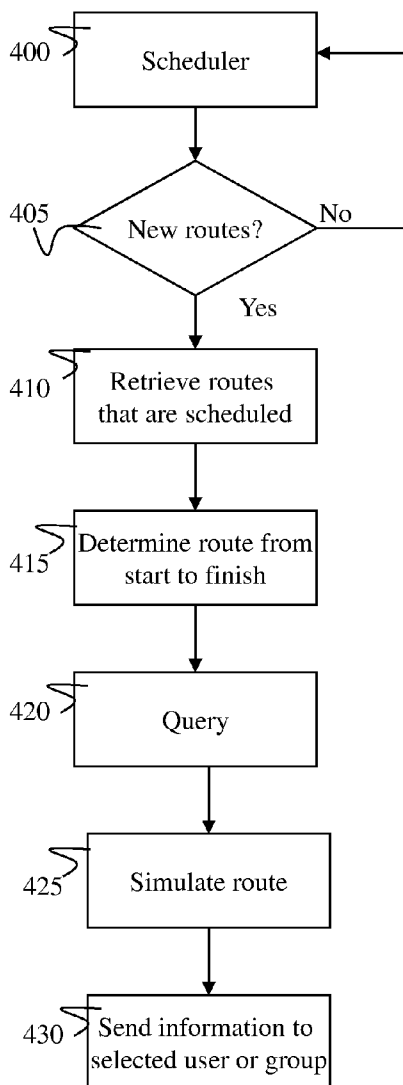 400
Scheduler
405
New routes?
No
Yes
410
Retrieve routes
that are scheduled
415
Determine route from
start to finish
420
Query
425
Simulate route
430
Send information to
selected user or group